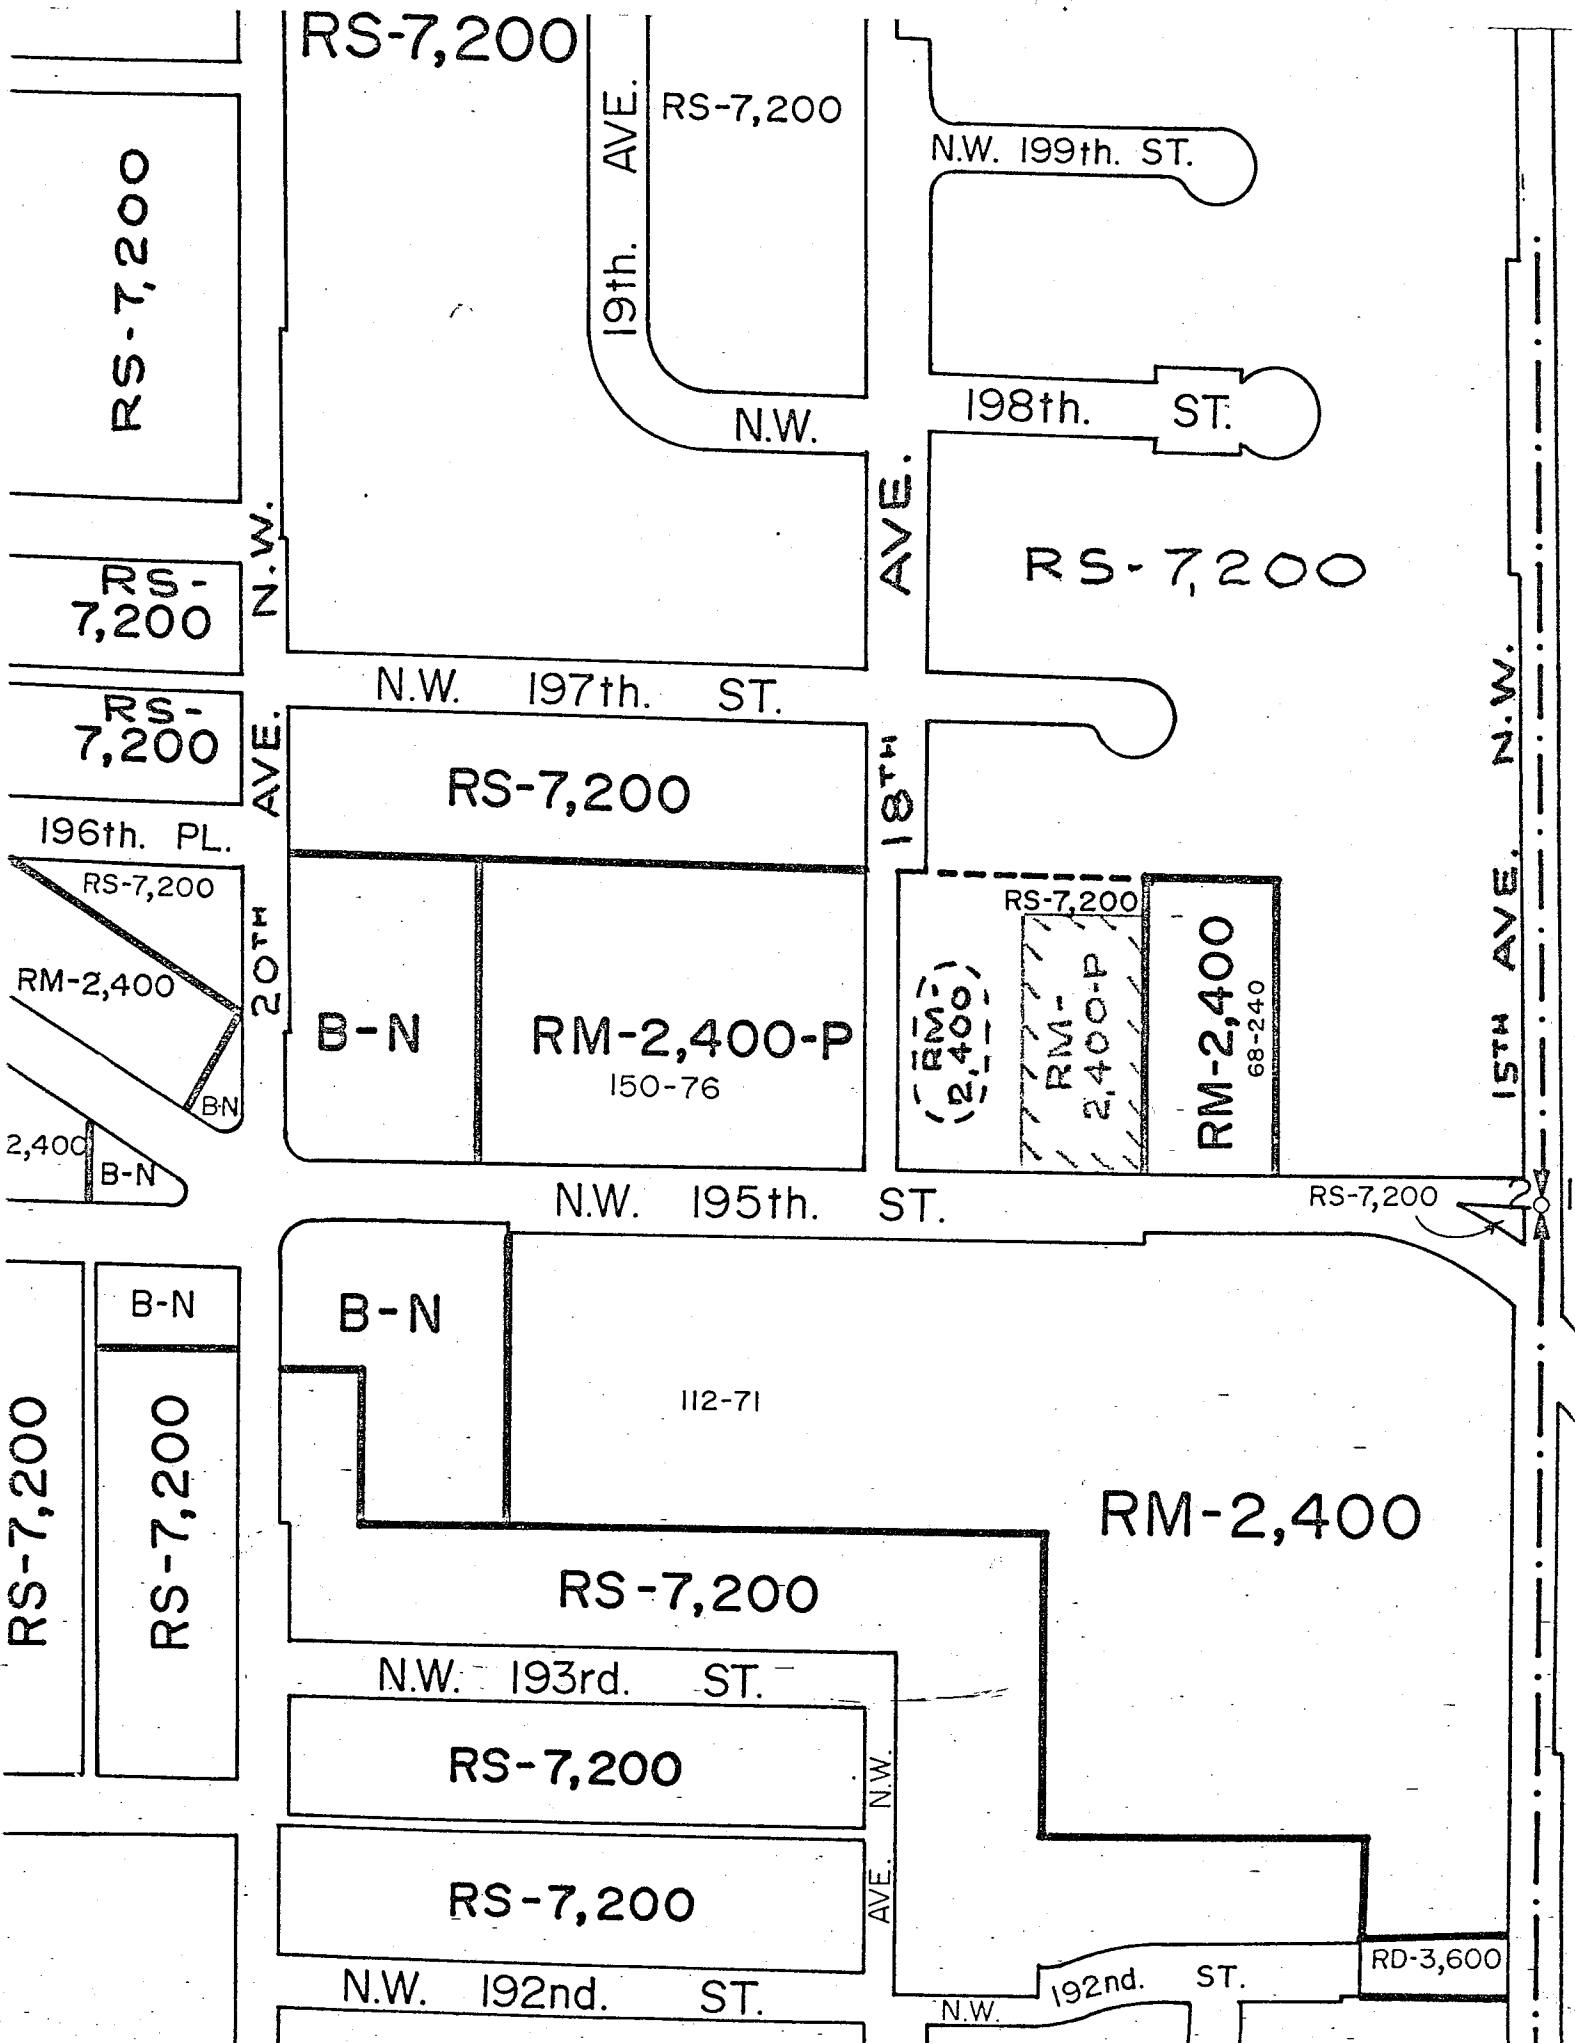 RS-7,200
19th. AVE.
RS-7,200
N.W. 199th. ST.
RS-7,200
N.W. 198th. ST.
20TH AVE. N.W.
18TH AVE.
RS-7,200
15TH AVE. N.W.
RS-
7,200
N.W. 197th. ST.
RS-
7,200
RS-7,200
196th. PL.
RS-7,200
RM-2,400
B-N
2,400
B-N
B-N
RM-2,400-P
150-76
RS-7,200
RM-
2,400
RM-
2,400-P
RM-2,400
68-240
N.W. 195th. ST.
RS-7,200
2
1
B-N
B-N
112-71
RS-7,200
RS-7,200
RM-2,400
RS-7,200
N.W. 193rd. ST.
RS-7,200
AVE. N.W.
RS-7,200
RD-3,600
N.W. 192nd. ST.
N.W. 192nd. ST.